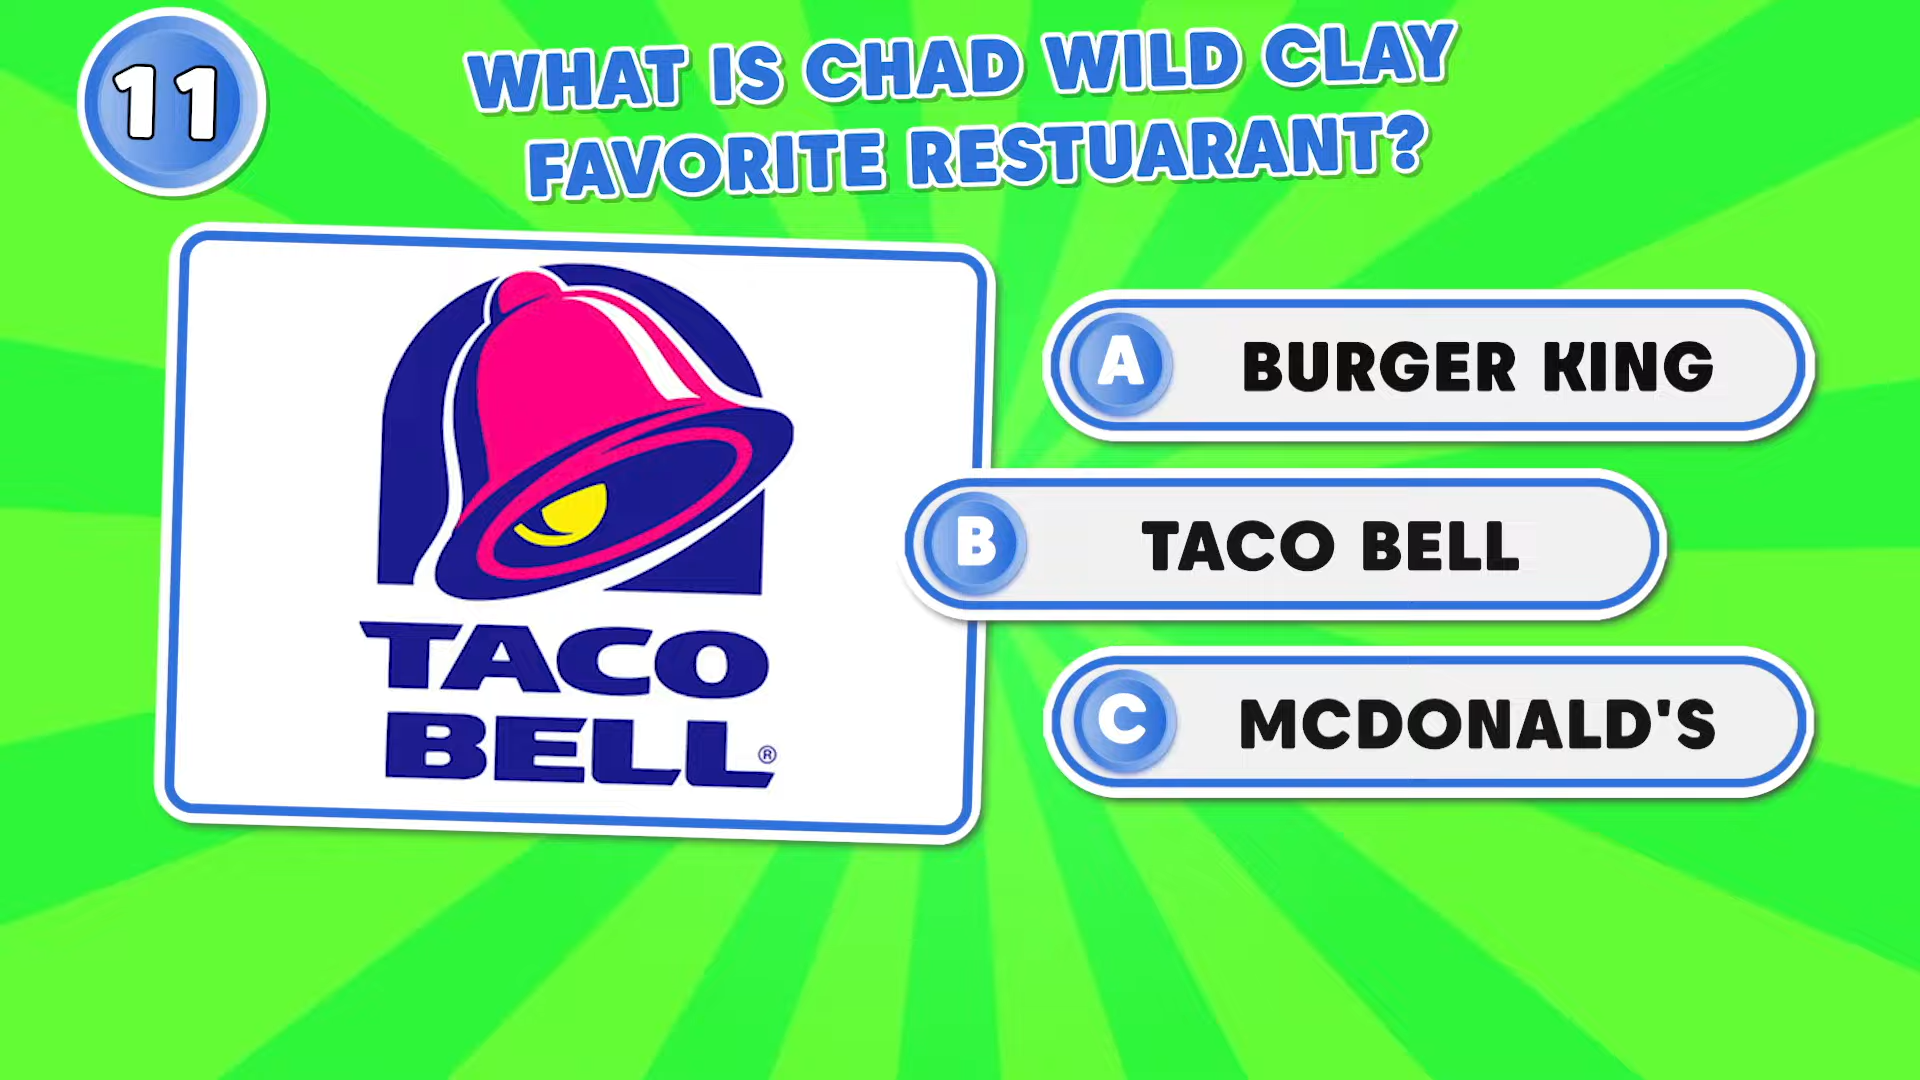 11
WHAT IS CHAD WILD CLAY
FAVORITE RESTUARANT?
TACO
BELL®
A BURGER KING
B TACO BELL
C MCDONALD'S